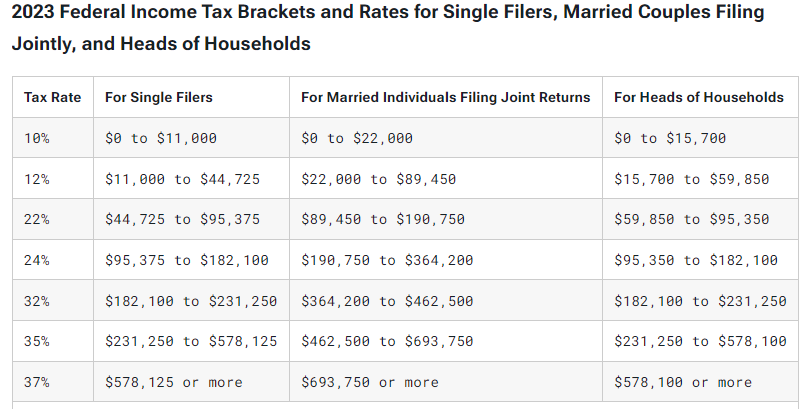 2023 Federal Income Tax Brackets and Rates for Single Filers, Married Couples Filing
Jointly, and Heads of Households
Tax Rate For Single Filers For Married Individuals Filing Joint Returns For Heads of Households
10% $0 to $11,000 $0 to $22,000 $0 to $15,700
12% $11,000 to $44,725 $22,000 to $89,450 $15,700 to $59,850
22% $44,725 to $95,375 $89,450 to $190,750 $59,850 to $95,350
24% $95,375 to $182,100 $190,750 to $364,200 $95,350 to $182,100
32% $182,100 to $231,250 $364,200 to $462,500 $182,100 to $231,250
35% $231,250 to $578,125 $462,500 to $693,750 $231,250 to $578,100
37% $578,125 or more $693,750 or more $578,100 or more